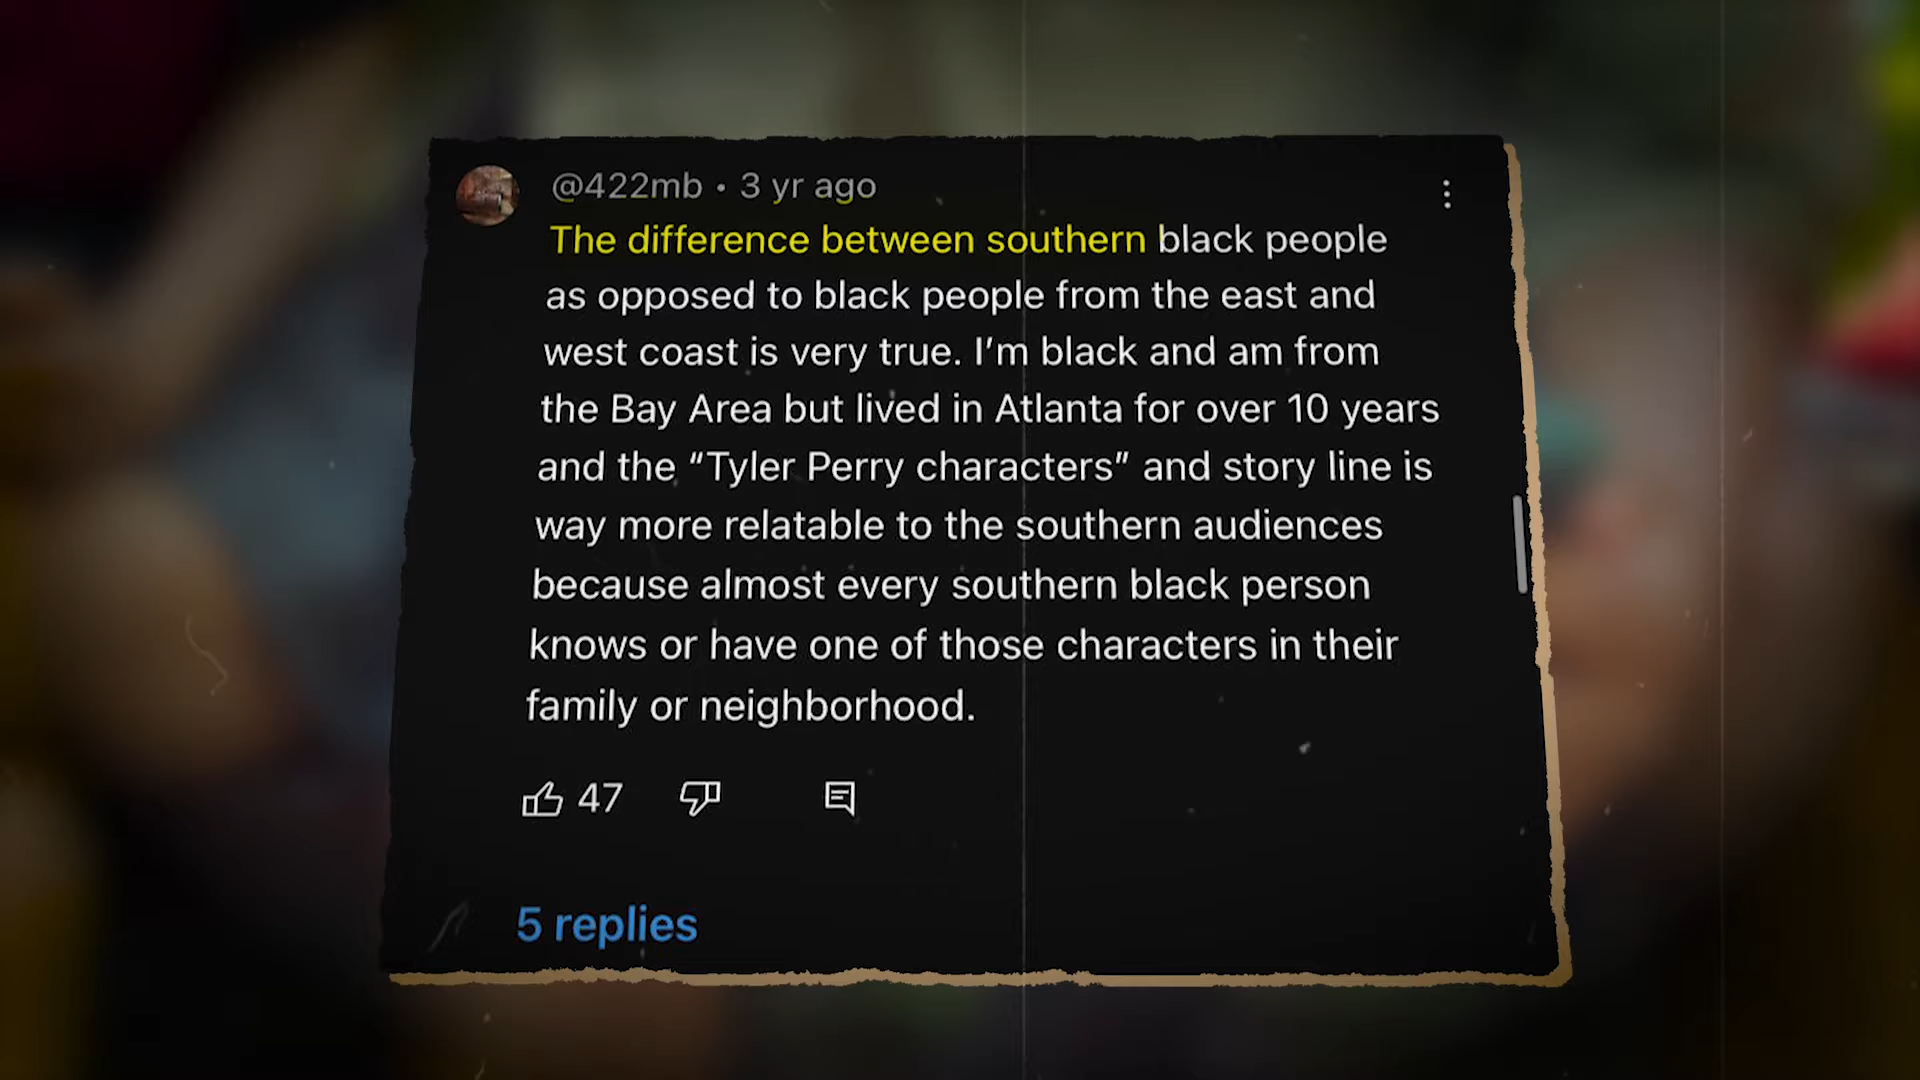 @422mb • 3 yr ago
The difference between southern black people
as opposed to black people from the east and
west coast is very true. I'm black and am from
the Bay Area but lived in Atlanta for over 10 years
and the “Tyler Perry characters” and story line is
way more relatable to the southern audiences
because almost every southern black person
knows or have one of those characters in their
family or neighborhood.
47
5 replies